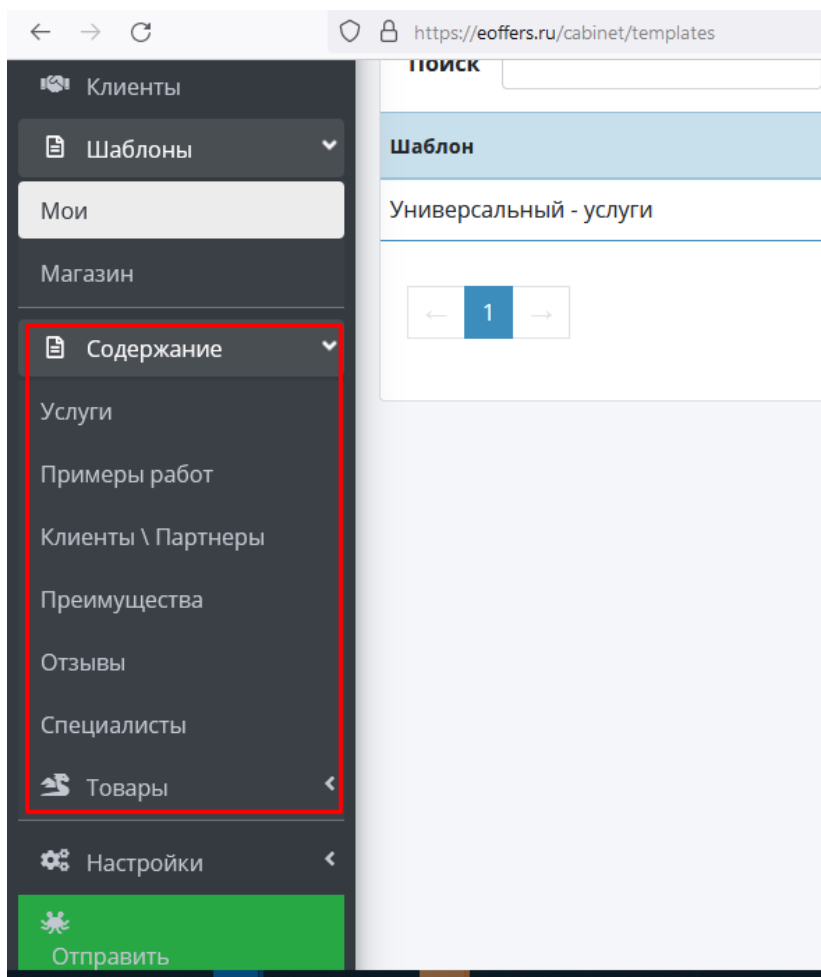 https://eoffers.ru/cabinet/templates
Клиенты
Шаблоны
Мои
Магазин
Содержание
Услуги
Примеры работ
Клиенты \ Партнеры
Преимущества
Отзывы
Специалисты
Товары
Настройки
Отправить
Поиск
Шаблон
Универсальный - услуги
← 1 →